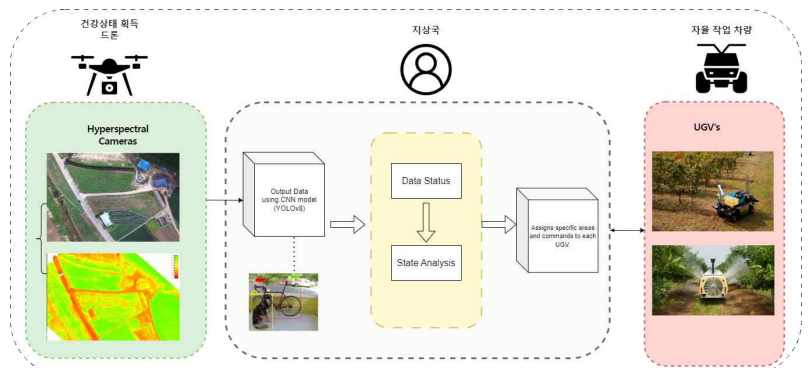 건강상태 획득
드론
지상국
자율 작업 차량
Hyperspectral
Cameras
Output Data
using CNN model
(YOLOv8)
Data Status
State Analysis
Assigns specific areas
and commands to each
UGV
UGV's